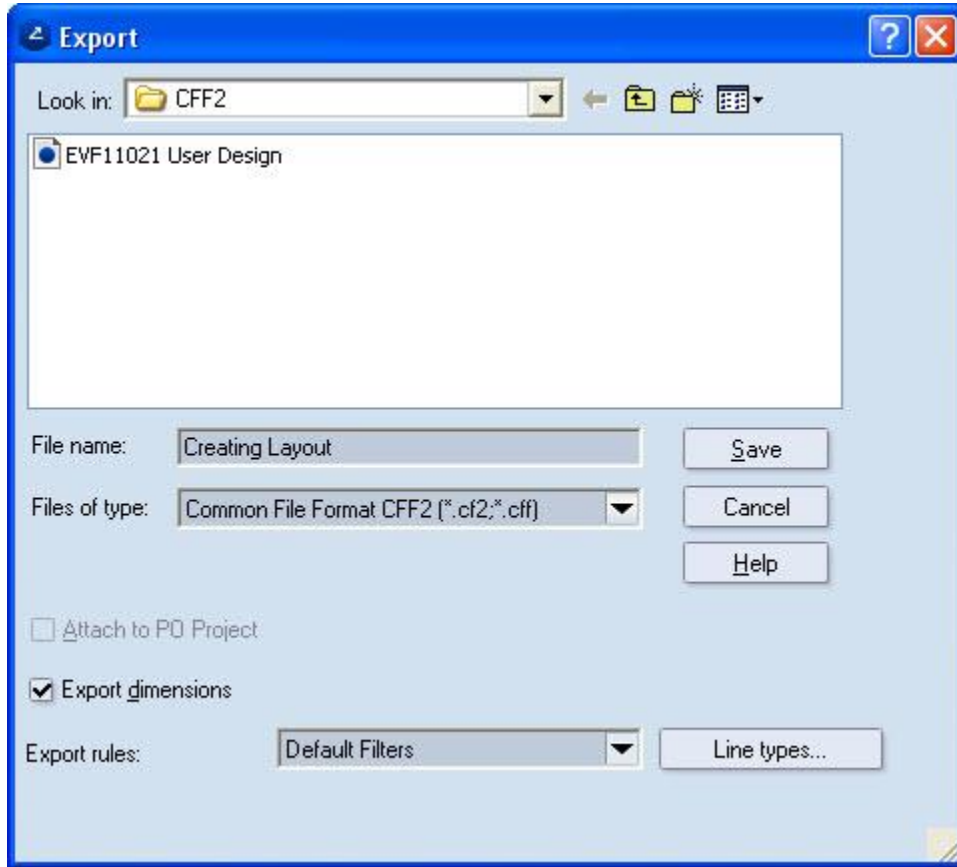 Export
Look in: CFF2
EVF11021 User Design
File name: Creating Layout Save
Files of type: Common File Format CFF2 (*.cf2;*.cff) Cancel
Help
Attach to PO Project
Export dimensions
Export rules: Default Filters Line types...